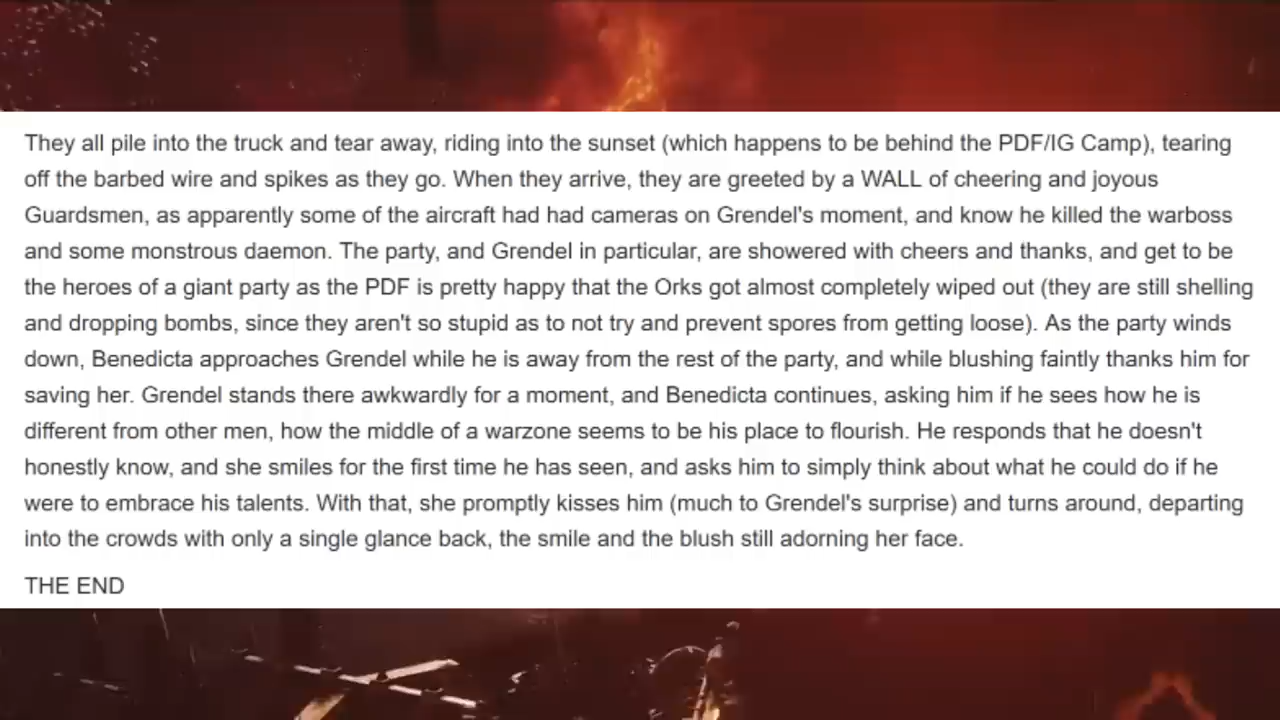 They all pile into the truck and tear away, riding into the sunset (which happens to be behind the PDF/IG Camp), tearing
off the barbed wire and spikes as they go. When they arrive, they are greeted by a WALL of cheering and joyous
Guardsmen, as apparently some of the aircraft had had cameras on Grendel's moment, and know he killed the warboss
and some monstrous daemon. The party, and Grendel in particular, are showered with cheers and thanks, and get to be
the heroes of a giant party as the PDF is pretty happy that the Orks got almost completely wiped out (they are still shelling
and dropping bombs, since they aren't so stupid as to not try and prevent spores from getting loose). As the party winds
down, Benedicta approaches Grendel while he is away from the rest of the party, and while blushing faintly thanks him for
saving her. Grendel stands there awkwardly for a moment, and Benedicta continues, asking him if he sees how he is
different from other men, how the middle of a warzone seems to be his place to flourish. He responds that he doesn't
honestly know, and she smiles for the first time he has seen, and asks him to simply think about what he could do if he
were to embrace his talents. With that, she promptly kisses him (much to Grendel's surprise) and turns around, departing
into the crowds with only a single glance back, the smile and the blush still adorning her face.
THE END